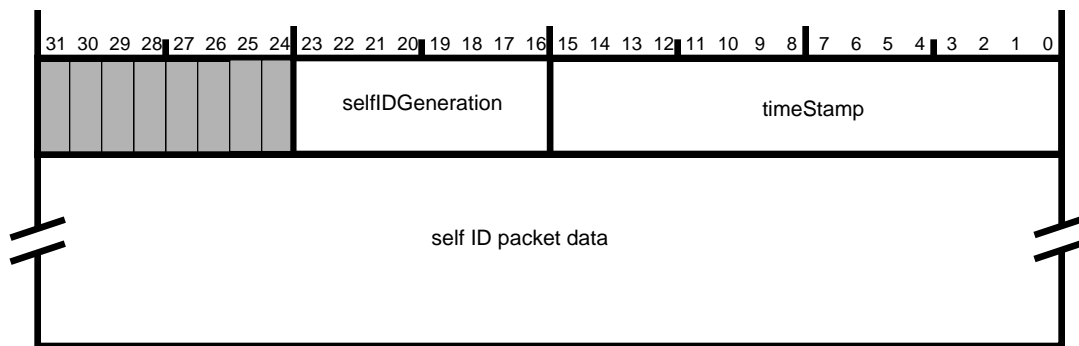 31 30 29 28 27 26 25 24 23 22 21 20 19 18 17 16 15 14 13 12 11 10 9 8 7 6 5 4 3 2 1 0
selfIDGeneration timeStamp
self ID packet data